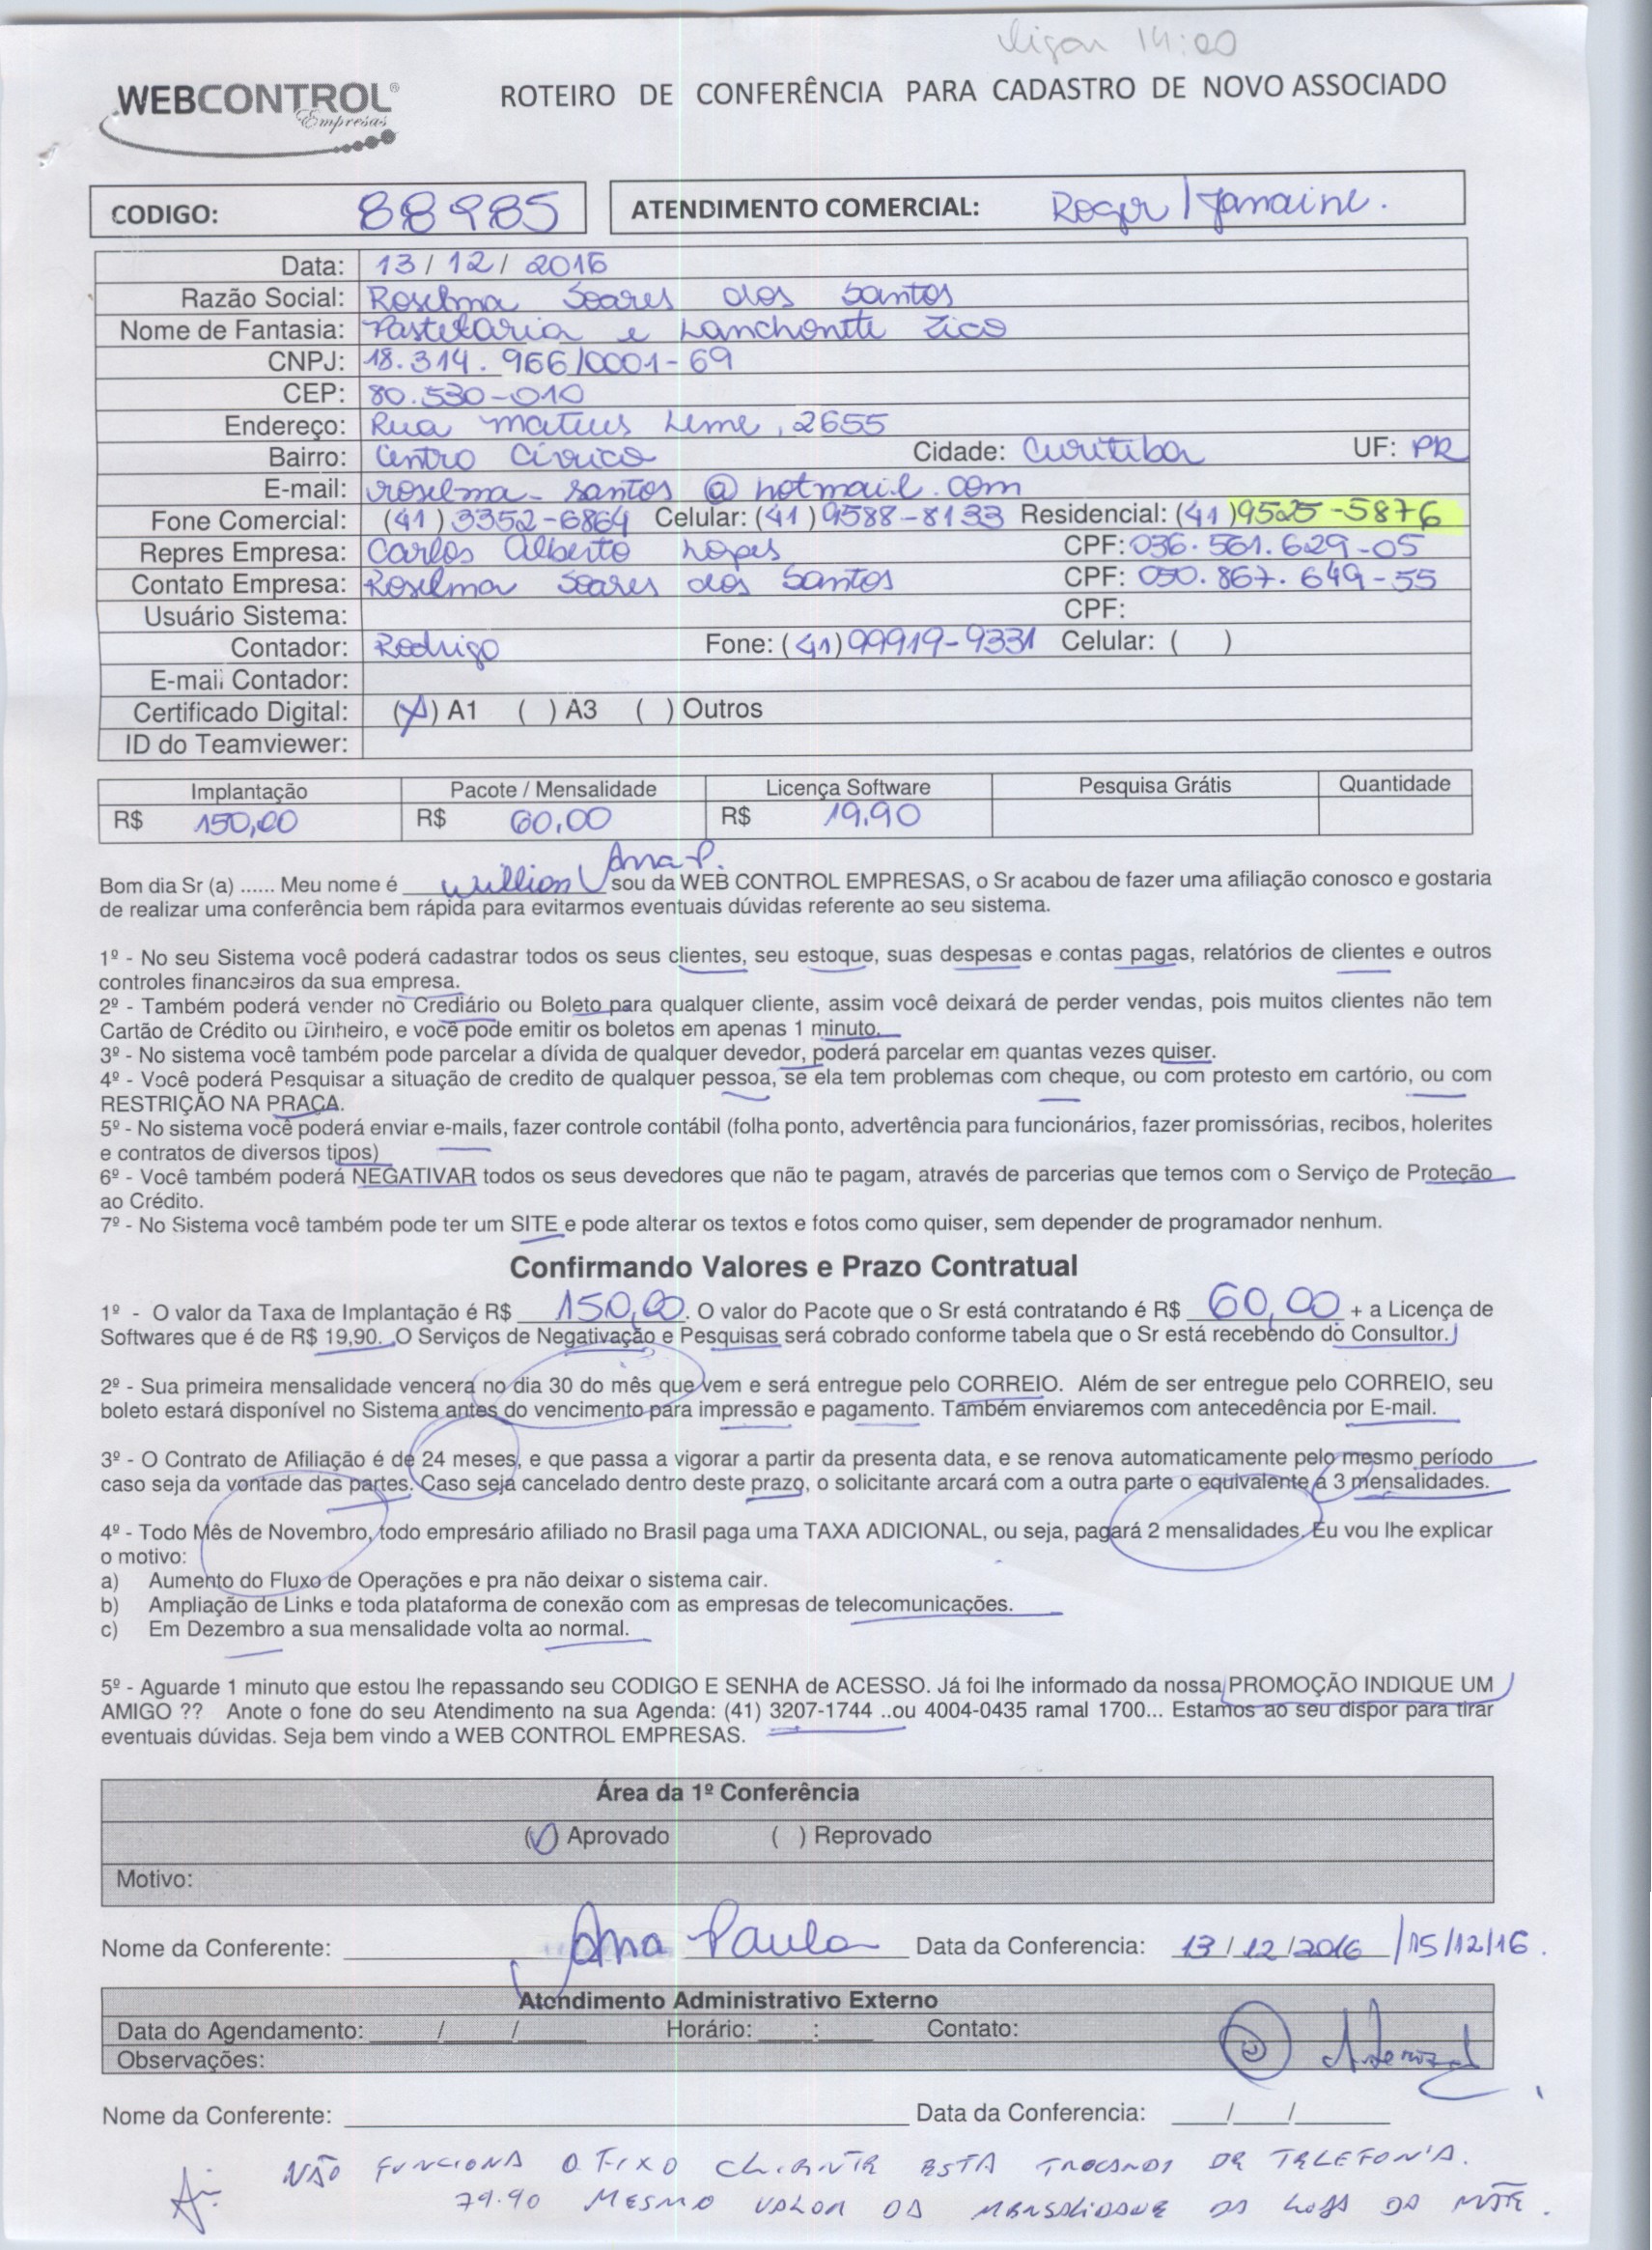 ligar 14:00
WEBCONTROL®
Empresas
ROTEIRO DE CONFERÊNCIA PARA CADASTRO DE NOVO ASSOCIADO
CODIGO: 88985 ATENDIMENTO COMERCIAL: Roger / Janaine.
Data: 13 / 12 / 2016
Razão Social: Roselma Soares dos Santos
Nome de Fantasia: Pastelaria e Lanchonete Zico
CNPJ: 18.314.966/0001-69
CEP: 80.530-010
Endereço: Rua Mateus Leme, 2655
Bairro: Centro Cívico Cidade: Curitiba UF: PR
E-mail: roselma-santos@hotmail.com
Fone Comercial: (41) 3352-6864 Celular: (41) 9588-8133 Residencial: (41) 9525-5876
Repres Empresa: Carlos Alberto Lopes CPF: 036.561.629-05
Contato Empresa: Roselma Soares dos Santos CPF: 050.867.649-55
Usuário Sistema: CPF:
Contador: Rodrigo Fone: (41) 99919-9331 Celular: ( )
E-mail Contador:
Certificado Digital: (X) A1 ( ) A3 ( ) Outros
ID do Teamviewer:
Implantação Pacote / Mensalidade Licença Software Pesquisa Grátis Quantidade
R$ 150,00 R$ 60,00 R$ 19,90
Ana P.
Bom dia Sr (a) ...... Meu nome é Willian sou da WEB CONTROL EMPRESAS, o Sr acabou de fazer uma afiliação conosco e gostaria
de realizar uma conferência bem rápida para evitarmos eventuais dúvidas referente ao seu sistema.
1º - No seu Sistema você poderá cadastrar todos os seus clientes, seu estoque, suas despesas e contas pagas, relatórios de clientes e outros
controles financeiros da sua empresa.
2º - Também poderá vender no Crediário ou Boleto para qualquer cliente, assim você deixará de perder vendas, pois muitos clientes não tem
Cartão de Crédito ou Dinheiro, e você pode emitir os boletos em apenas 1 minuto.
3º - No sistema você também pode parcelar a dívida de qualquer devedor, poderá parcelar em quantas vezes quiser.
4º - Você poderá Pesquisar a situação de credito de qualquer pessoa, se ela tem problemas com cheque, ou com protesto em cartório, ou com
RESTRIÇÃO NA PRAÇA.
5º - No sistema você poderá enviar e-mails, fazer controle contábil (folha ponto, advertência para funcionários, fazer promissórias, recibos, holerites
e contratos de diversos tipos)
6º - Você também poderá NEGATIVAR todos os seus devedores que não te pagam, através de parcerias que temos com o Serviço de Proteção
ao Crédito.
7º - No Sistema você também pode ter um SITE e pode alterar os textos e fotos como quiser, sem depender de programador nenhum.
Confirmando Valores e Prazo Contratual
1º - O valor da Taxa de Implantação é R$ 150,00. O valor do Pacote que o Sr está contratando é R$ 60,00 + a Licença de
Softwares que é de R$ 19,90. O Serviços de Negativação e Pesquisas será cobrado conforme tabela que o Sr está recebendo do Consultor.
2º - Sua primeira mensalidade vencerá no dia 30 do mês que vem e será entregue pelo CORREIO. Além de ser entregue pelo CORREIO, seu
boleto estará disponível no Sistema antes do vencimento para impressão e pagamento. Também enviaremos com antecedência por E-mail.
3º - O Contrato de Afiliação é de 24 meses, e que passa a vigorar a partir da presenta data, e se renova automaticamente pelo mesmo período
caso seja da vontade das partes. Caso seja cancelado dentro deste prazo, o solicitante arcará com a outra parte o equivalente a 3 mensalidades.
4º - Todo Mês de Novembro, todo empresário afiliado no Brasil paga uma TAXA ADICIONAL, ou seja, pagará 2 mensalidades. Eu vou lhe explicar
o motivo:
a) Aumento do Fluxo de Operações e pra não deixar o sistema cair.
b) Ampliação de Links e toda plataforma de conexão com as empresas de telecomunicações.
c) Em Dezembro a sua mensalidade volta ao normal.
5º - Aguarde 1 minuto que estou lhe repassando seu CODIGO E SENHA de ACESSO. Já foi lhe informado da nossa PROMOÇÃO INDIQUE UM
AMIGO ?? Anote o fone do seu Atendimento na sua Agenda: (41) 3207-1744 ..ou 4004-0435 ramal 1700... Estamos ao seu dispor para tirar
eventuais dúvidas. Seja bem vindo a WEB CONTROL EMPRESAS.
Área da 1º Conferência
(✓) Aprovado ( ) Reprovado
Motivo:
Nome da Conferente: Ana Paula Data da Conferencia: 13 / 12 / 2016 / 15/12/16.
Atendimento Administrativo Externo
Data do Agendamento: ____/____/____ Horário: ____:____ Contato:
Observações:
Nome da Conferente: ____ Data da Conferencia: ___/___/____
NÃO FUNCIONA O FIXO CLIENTE ESTA TROCANDO DE TELEFONIA.
79.90 MESMO VALOR DA MENSALIDADE DA LOJA DA MÃE.